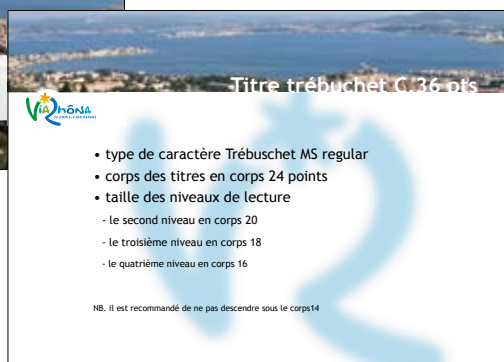 Titre trébuchet C.36 pts
ViaRhôna
• type de caractère Trébuschet MS regular
• corps des titres en corps 24 points
• taille des niveaux de lecture
- le second niveau en corps 20
- le troisième niveau en corps 18
- le quatrième niveau en corps 16
NB. il est recommandé de ne pas descendre sous le corps14